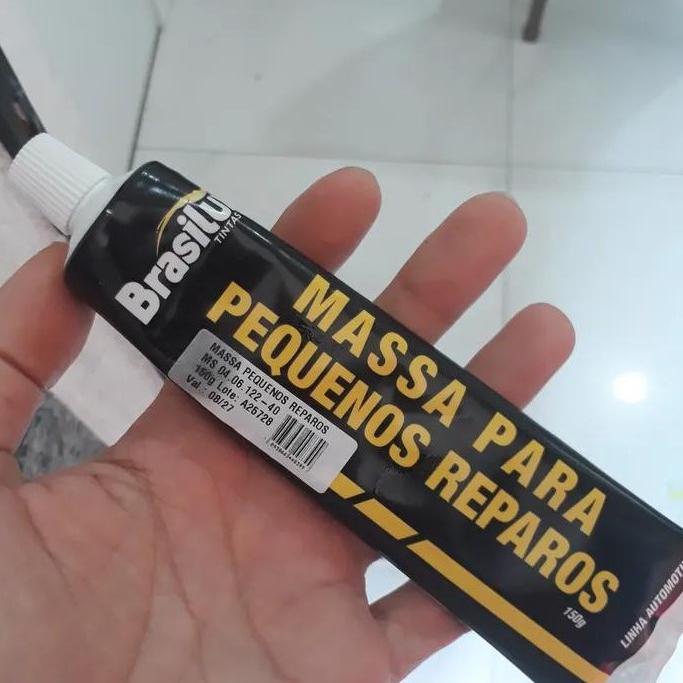 Brasilu
TINTAS
MASSA PARA
PEQUENOS REPAROS
MASSA PEQUENOS REPAROS
MS 04.06.122-40
150g Lote: A26728
Val.: 08/27
150g
LINHA AUTOMOTI